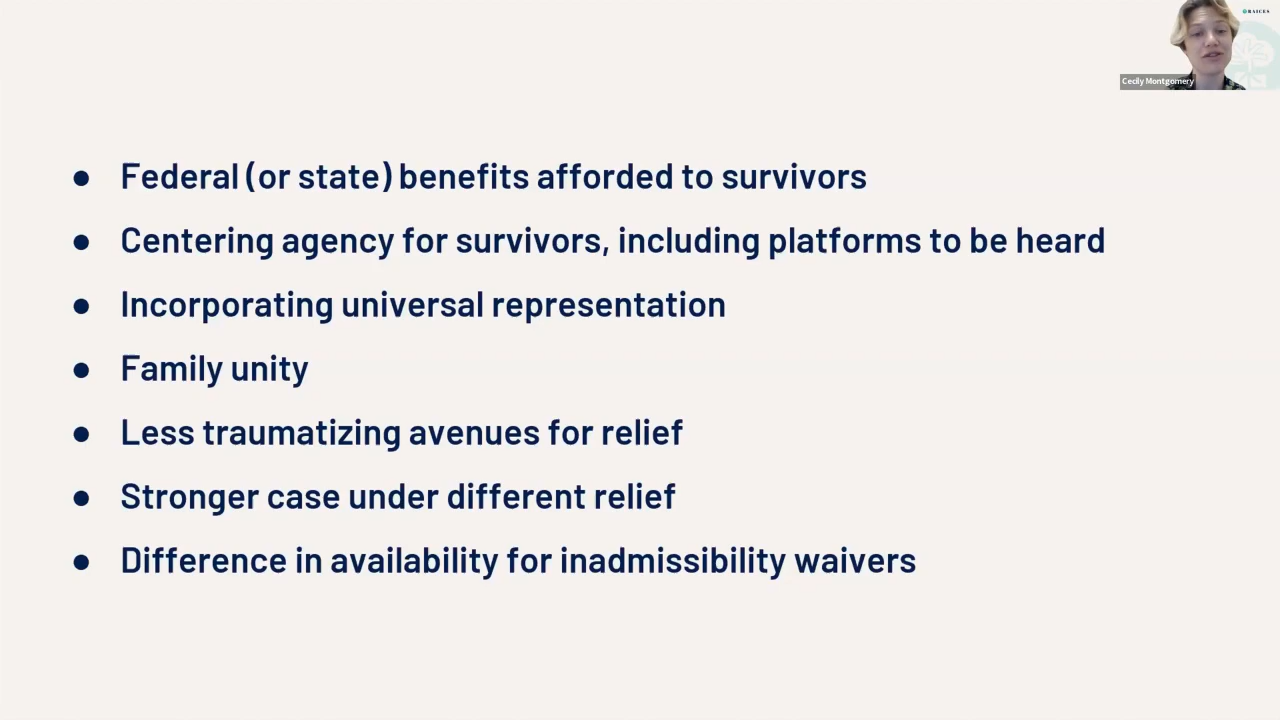 RAICES
Cecily Montgomery
● Federal (or state) benefits afforded to survivors
● Centering agency for survivors, including platforms to be heard
● Incorporating universal representation
● Family unity
● Less traumatizing avenues for relief
● Stronger case under different relief
● Difference in availability for inadmissibility waivers